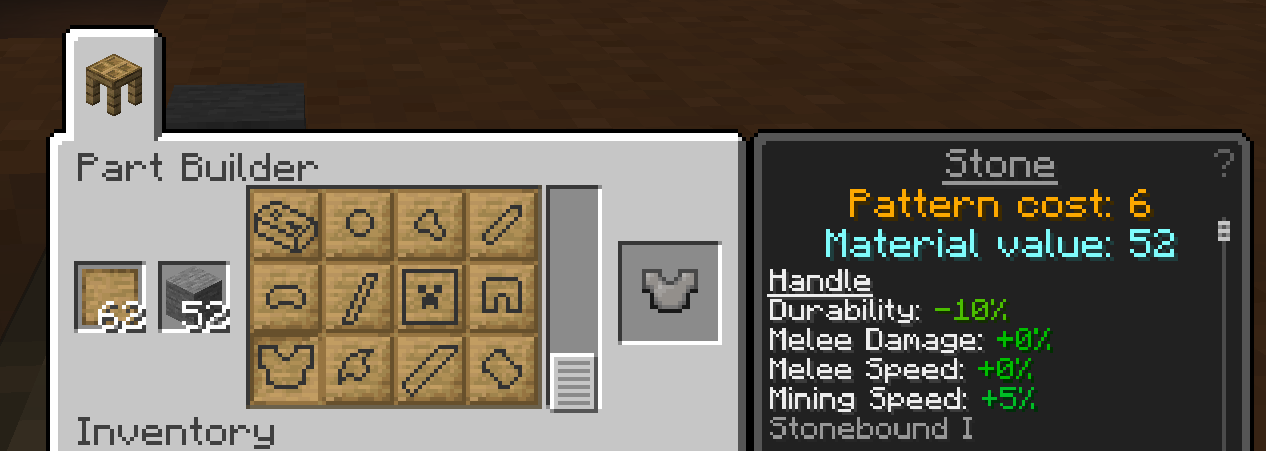 Part Builder
62
52
Inventory
Stone
?
Pattern cost: 6
Material value: 52
Handle
Durability: -10%
Melee Damage: +0%
Melee Speed: +0%
Mining Speed: +5%
Stonebound I